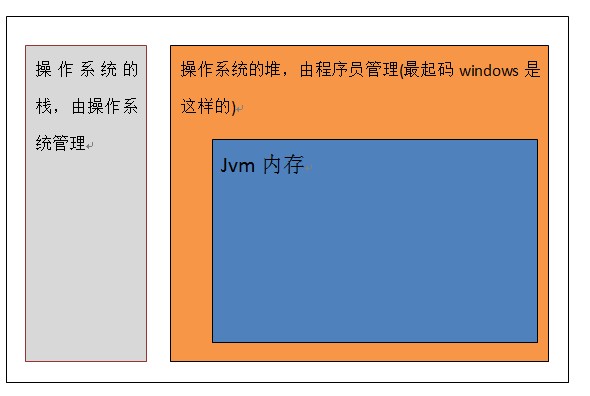 操作系统的
栈，由操作系
统管理
操作系统的堆，由程序员管理(最起码 windows 是
这样的)
Jvm 内存